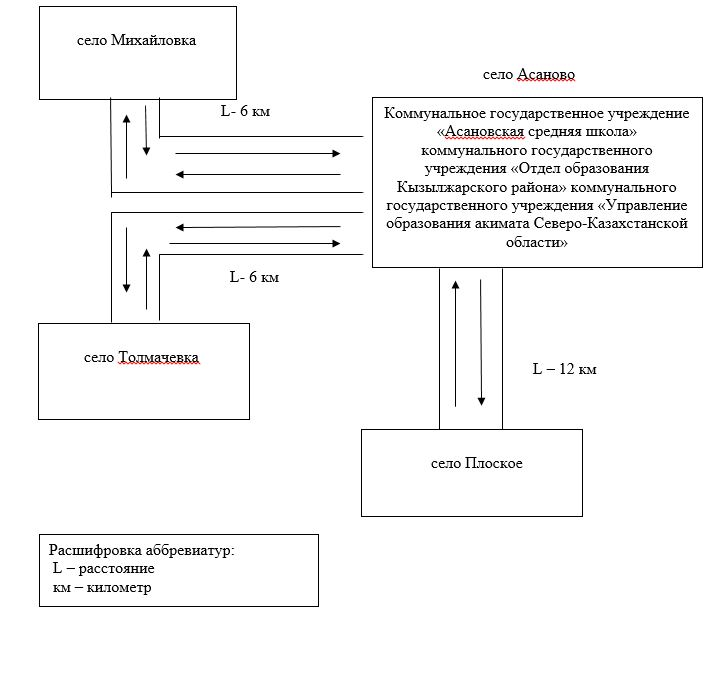 село Михайловка
село Асаново
L- 6 км
Коммунальное государственное учреждение
«Асановская средняя школа»
коммунального государственного
учреждения «Отдел образования
Кызылжарского района» коммунального
государственного учреждения «Управление
образования акимата Северо-Казахстанской
области»
L- 6 км
село Толмачевка
L – 12 км
село Плоское
Расшифровка аббревиатур:
L – расстояние
км – километр